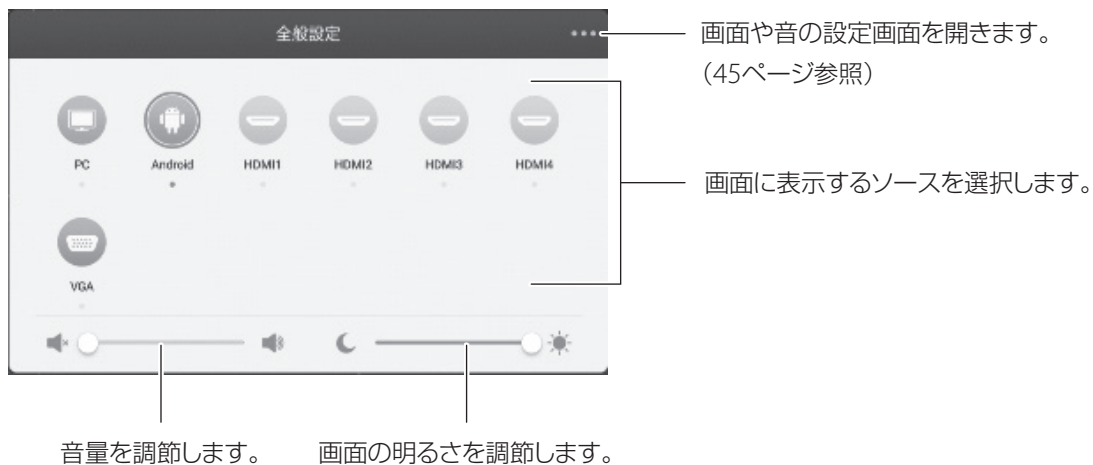 全般設定
画面や音の設定画面を開きます。
（45ページ参照）
PC
Android
HDMI1
HDMI2
HDMI3
HDMI4
画面に表示するソースを選択します。
VGA
音量を調節します。
画面の明るさを調節します。